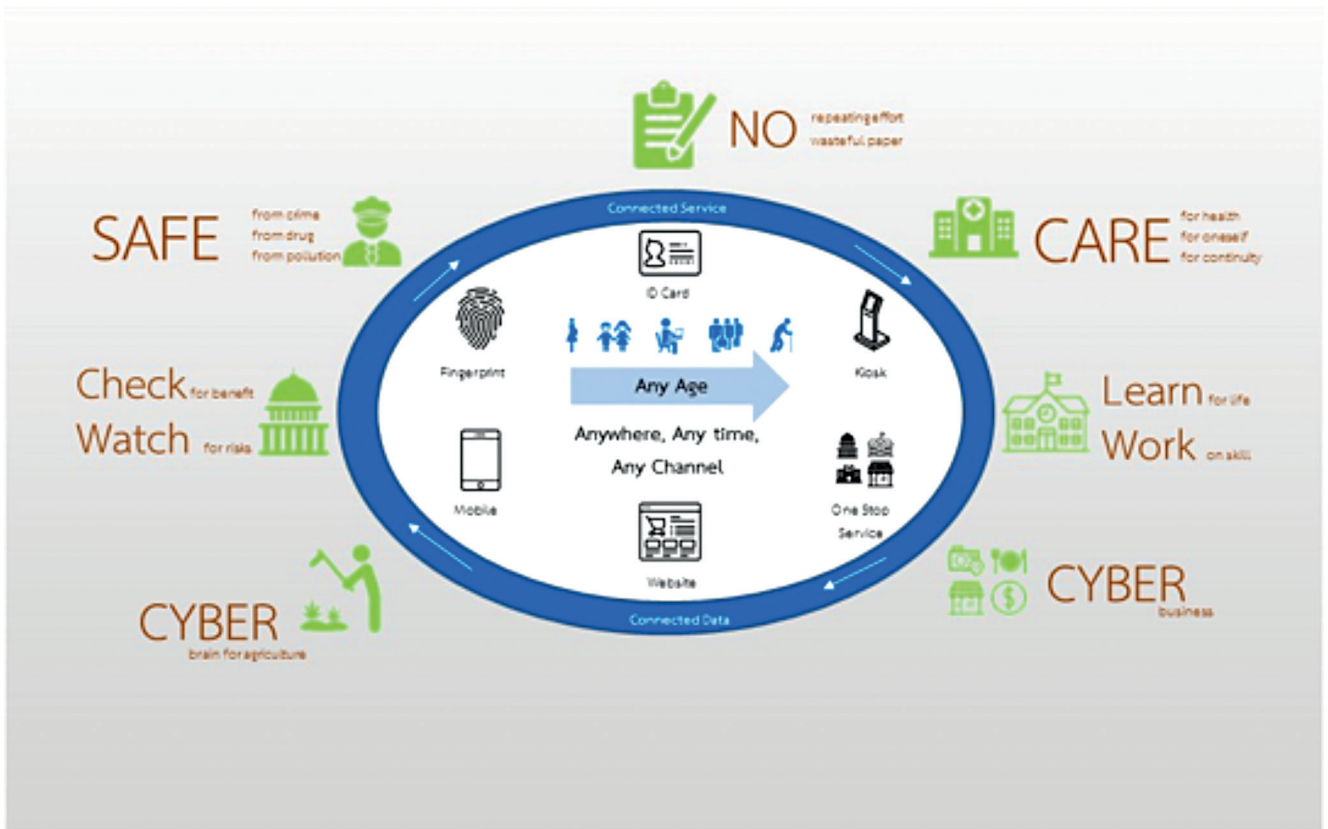 NO repeating effort
wasteful paper
SAFE from crime
from drug
from pollution
CARE for health
for oneself
for continuity
Connected Service
ID Card
Fingerprint
Kiosk
Any Age
Check for benefit
Watch for risks
Learn for life
Work on skill
Anywhere, Any time,
Any Channel
Mobile
One Stop
Service
Website
CYBER
business
CYBER
brain for agriculture
Connected Data